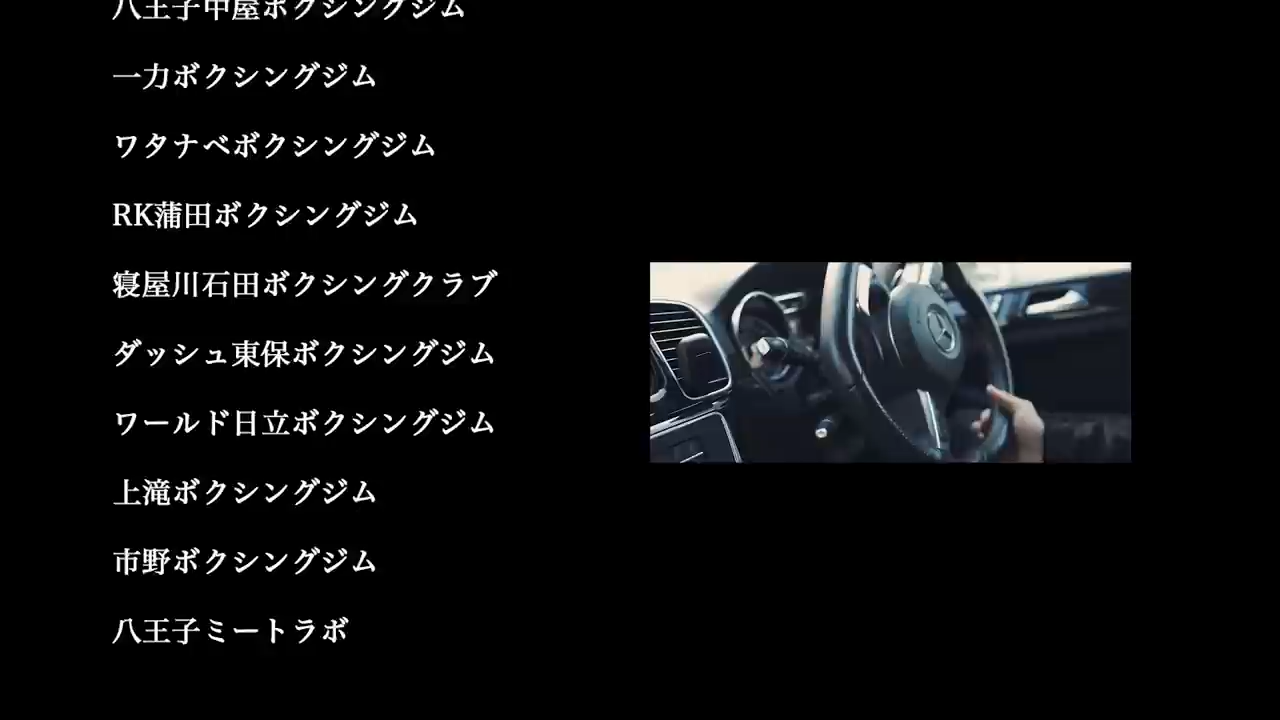 八王子中屋ボクシングジム
一力ボクシングジム
ワタナベボクシングジム
RK蒲田ボクシングジム
寝屋川石田ボクシングクラブ
ダッシュ東保ボクシングジム
ワールド日立ボクシングジム
上滝ボクシングジム
市野ボクシングジム
八王子ミートラボ